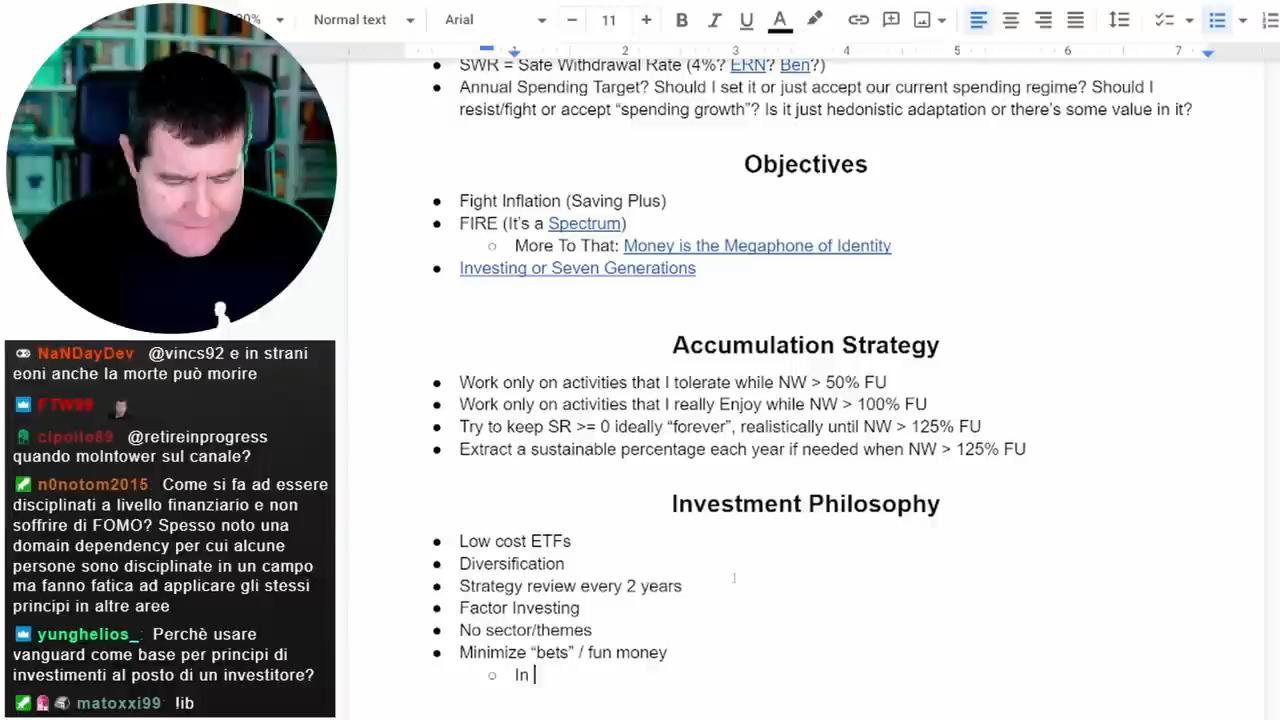 00%
Normal text
Arial
11
B I U A
1 2 3 4 5 6 7
SWR = Safe Withdrawal Rate (4%? ERN? Ben?)
Annual Spending Target? Should I set it or just accept our current spending regime? Should I
resist/fight or accept “spending growth”? Is it just hedonistic adaptation or there’s some value in it?
Objectives
Fight Inflation (Saving Plus)
FIRE (It’s a Spectrum)
More To That: Money is the Megaphone of Identity
Investing or Seven Generations
Accumulation Strategy
Work only on activities that I tolerate while NW > 50% FU
Work only on activities that I really Enjoy while NW > 100% FU
Try to keep SR >= 0 ideally “forever”, realistically until NW > 125% FU
Extract a sustainable percentage each year if needed when NW > 125% FU
Investment Philosophy
Low cost ETFs
Diversification
Strategy review every 2 years
Factor Investing
No sector/themes
Minimize “bets” / fun money
In
NaNDayDev @vincs92 e in strani
eoni anche la morte può morire
FTW99
cipollo89 @retireinprogress
quando molntower sul canale?
n0notom2015: Come si fa ad essere
disciplinati a livello finanziario e non
soffrire di FOMO? Spesso noto una
domain dependency per cui alcune
persone sono disciplinate in un campo
ma fanno fatica ad applicare gli stessi
principi in altre aree
yunghelios_: Perchè usare
vanguard come base per principi di
investimenti al posto di un investitore?
matoxxi99: !lib